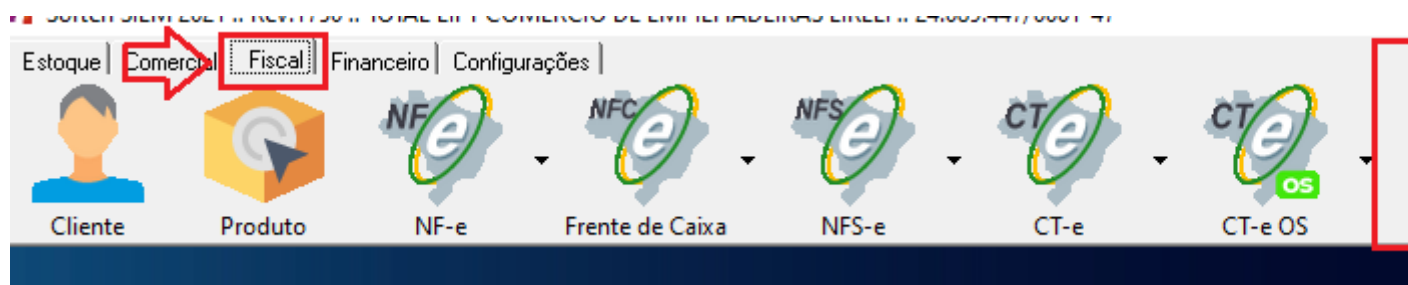 Estoque Comercial Fiscal Financeiro Configurações
NF e NFC e NFS e CT e CT e
os
Cliente Produto NF-e Frente de Caixa NFS-e CT-e CT-e OS